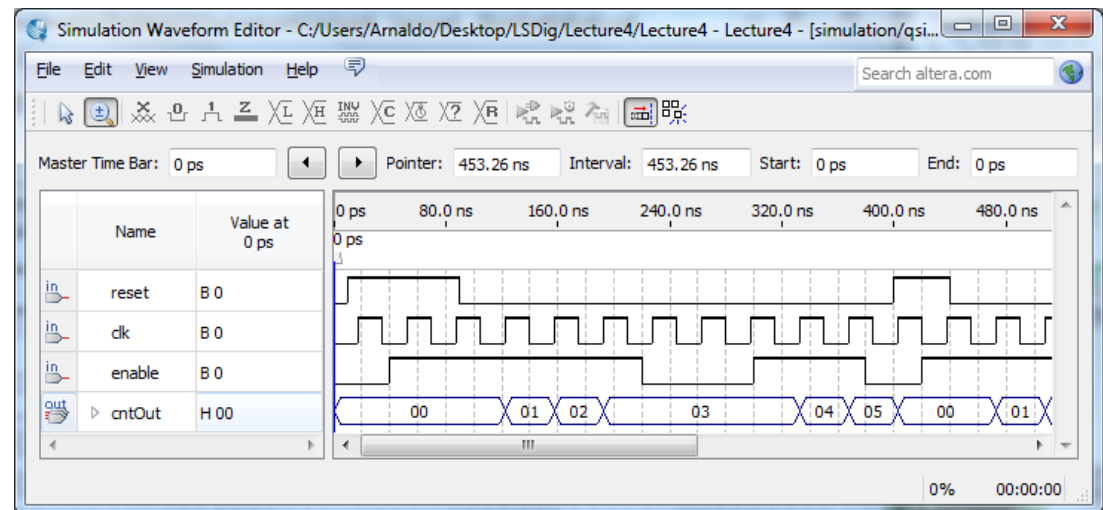 Simulation Waveform Editor - C:/Users/Arnaldo/Desktop/LSDig/Lecture4/Lecture4 - Lecture4 - [simulation/qsi...
File Edit View Simulation Help
Search altera.com
Master Time Bar: 0 ps Pointer: 453.26 ns Interval: 453.26 ns Start: 0 ps End: 0 ps
Name Value at 0 ps
0 ps 80.0 ns 160.0 ns 240.0 ns 320.0 ns 400.0 ns 480.0 ns
0 ps
in reset B 0
in clk B 0
in enable B 0
out cntOut H 00 00 01 02 03 04 05 00 01
0% 00:00:00